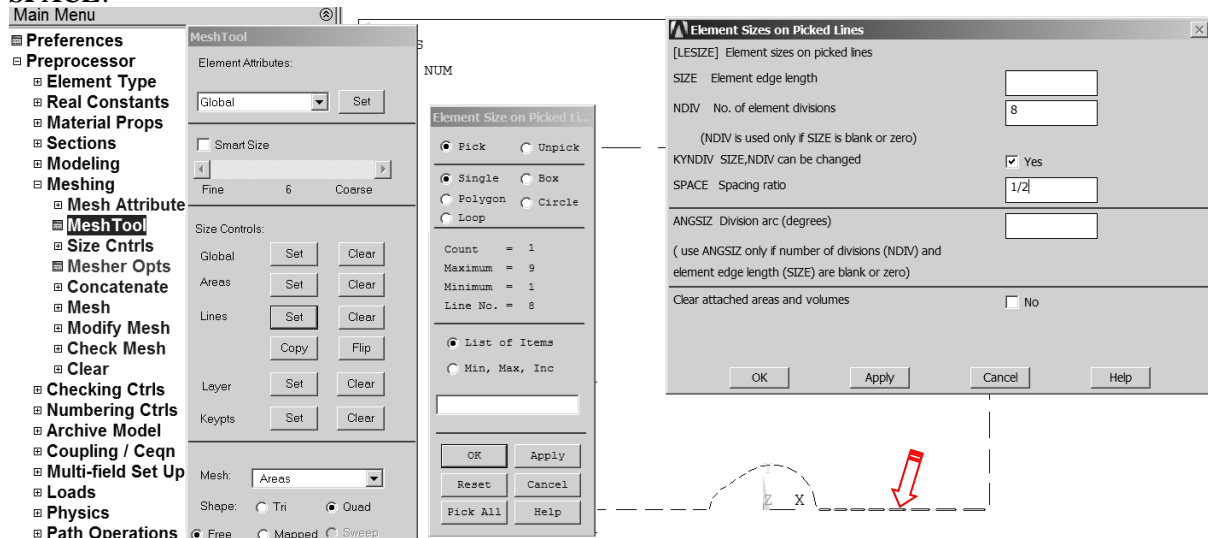 SPACE:
Main Menu
Preferences
Preprocessor
Element Type
Real Constants
Material Props
Sections
Modeling
Meshing
Mesh Attribute
MeshTool
Size Cntrls
Mesher Opts
Concatenate
Mesh
Modify Mesh
Check Mesh
Clear
Checking Ctrls
Numbering Ctrls
Archive Model
Coupling / Ceqn
Multi-field Set Up
Loads
Physics
Path Operations
MeshTool
Element Attributes:
Global Set
Smart Size
Fine 6 Coarse
Size Controls:
Global Set Clear
Areas Set Clear
Lines Set Clear
Copy Flip
Layer Set Clear
Keypts Set Clear
Mesh: Areas
Shape: Tri Quad
Free Mapped Sweep
S
NUM
Element Size on Picked Li...
Pick Unpick
Single Box
Polygon Circle
Loop
Count = 1
Maximum = 9
Minimum = 1
Line No. = 8
List of Items
Min, Max, Inc
OK Apply
Reset Cancel
Pick All Help
Element Sizes on Picked Lines
[LESIZE] Element sizes on picked lines
SIZE Element edge length
NDIV No. of element divisions 8
(NDIV is used only if SIZE is blank or zero)
KYNDIV SIZE,NDIV can be changed Yes
SPACE Spacing ratio 1/2
ANGSIZ Division arc (degrees)
( use ANGSIZ only if number of divisions (NDIV) and
element edge length (SIZE) are blank or zero)
Clear attached areas and volumes No
OK Apply Cancel Help
Z X